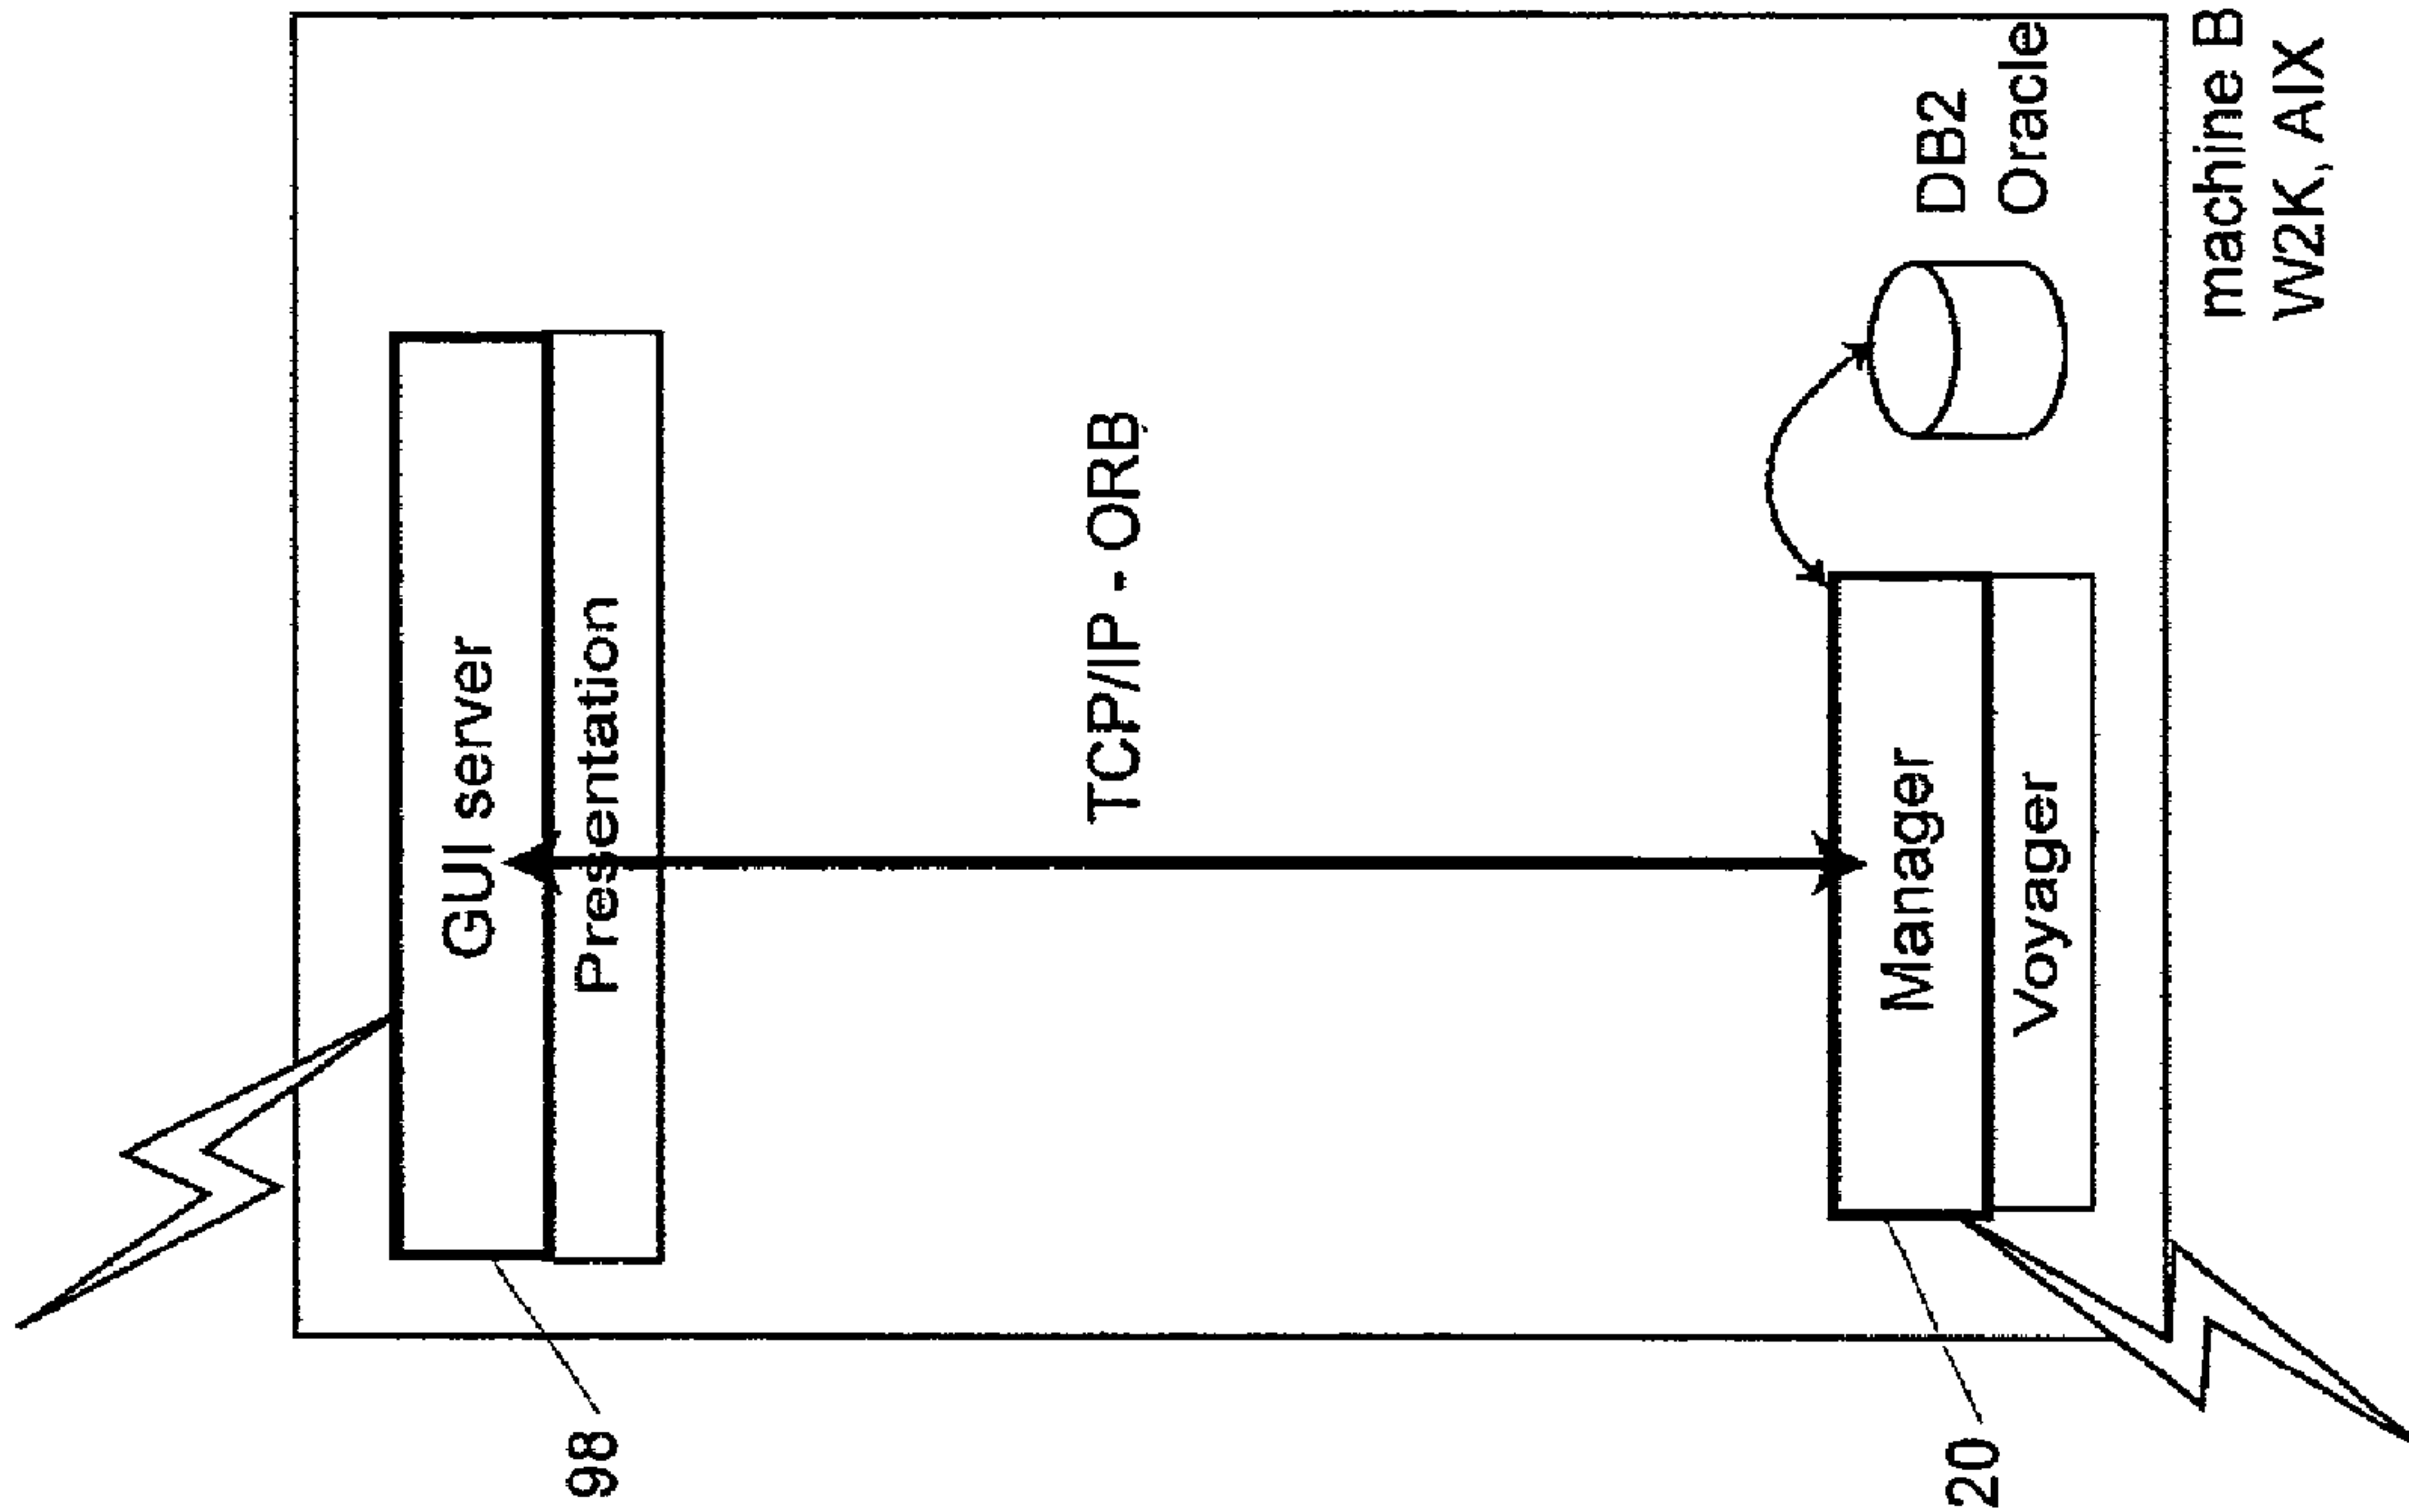 GUI server
Presentation
98
TCP/IP - ORB
Manager
Voyager
20
DB2
Oracle
machine B
W2K, AIX